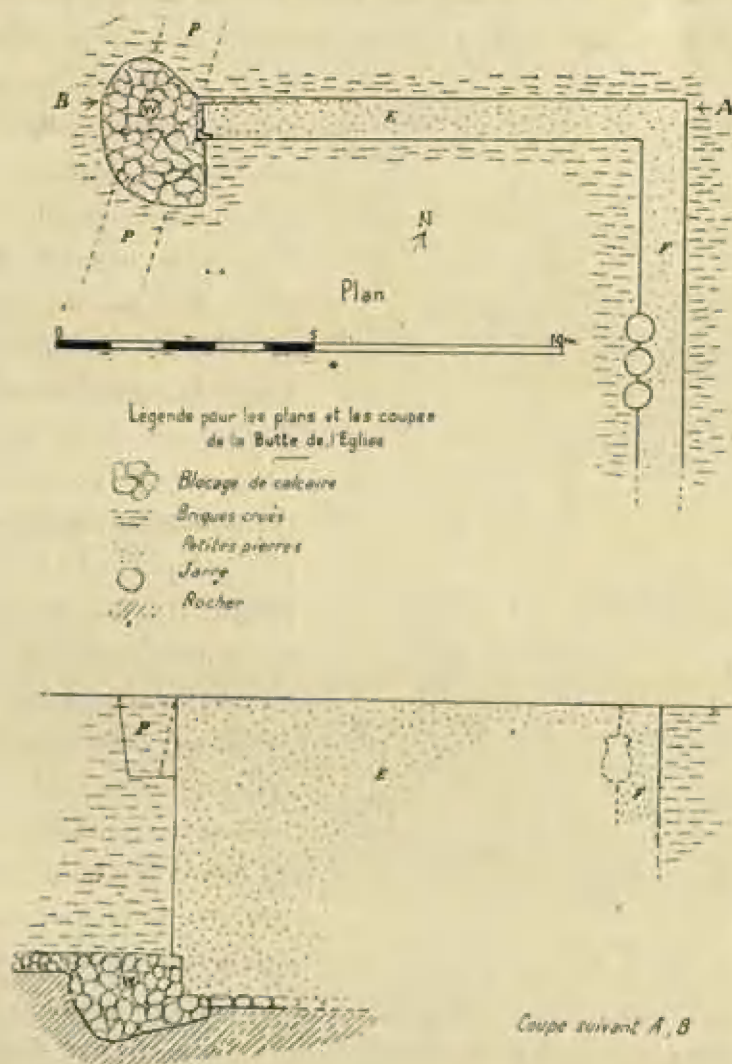 P
B
W
E
A
N
P
F
Plan
0 5 10m
Légende pour les plans et les coupes
de la Butte de l'Eglise
Blocage de calcaire
Briques crues
Petites pierres
Jarre
Rocher
P
E
F
W
Coupe suivant A, B